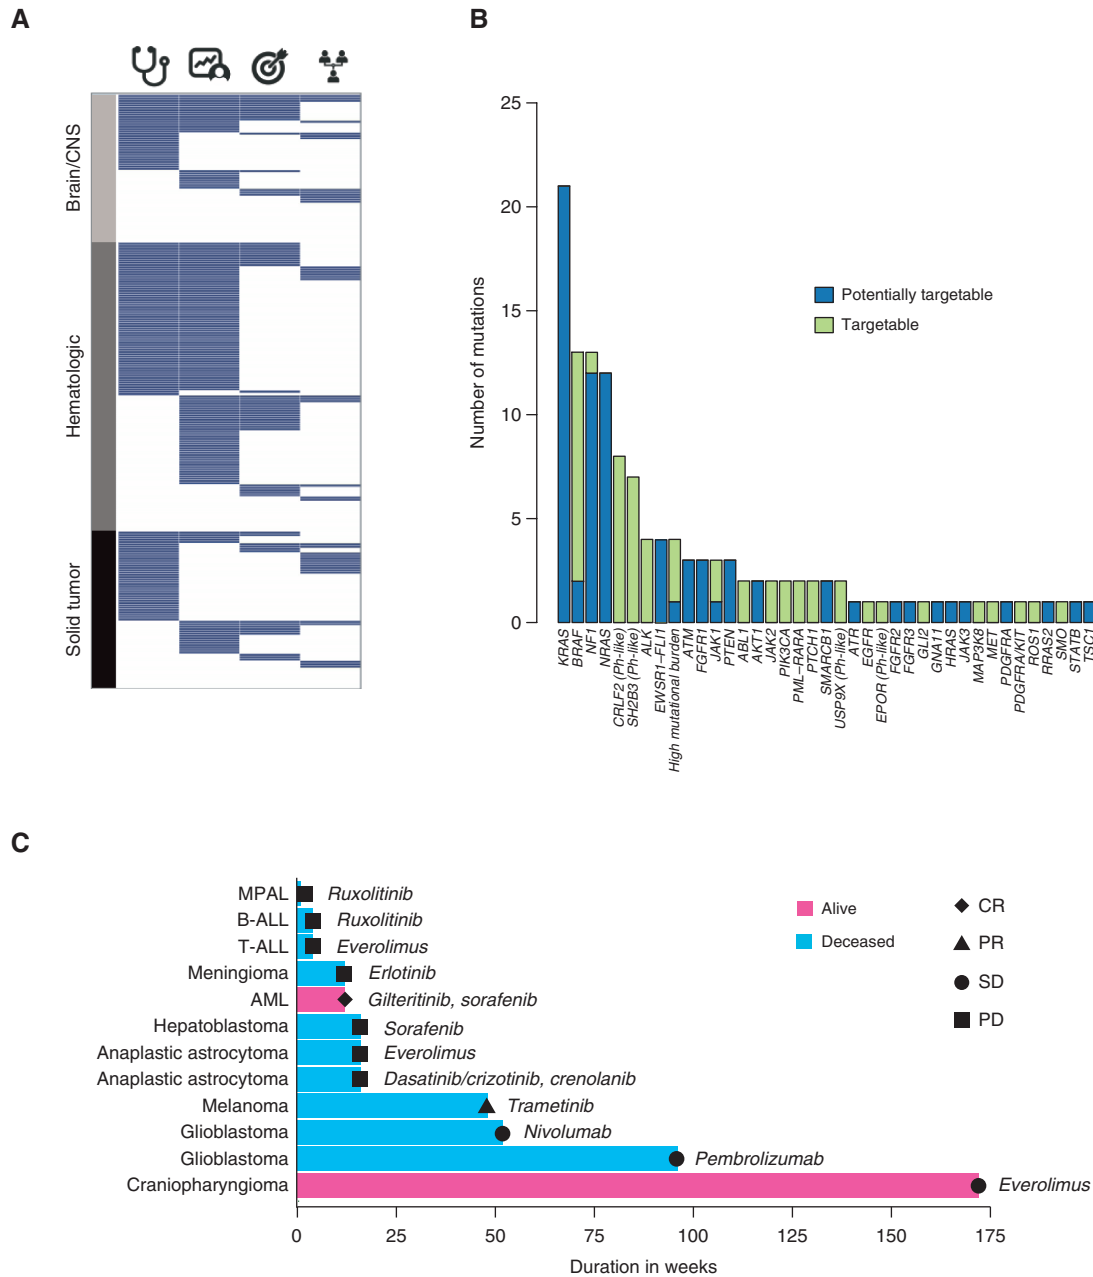 A
Brain/CNS
Hematologic
Solid tumor
B
Number of mutations
25
20
15
10
5
0
Potentially targetable
Targetable
KRAS
BRAF
NF1
NRAS
CRLF2 (Ph-like)
SH2B3 (Ph-like)
ALK
EWSR1–FLI1
High mutational burden
ATM
FGFR1
JAK1
PTEN
ABL1
AKT1
JAK2
PIK3CA
PML–RARA
PTCH1
SMARCB1
USP9X (Ph-like)
ATR
EGFR
EPOR (Ph-like)
FGFR2
FGFR3
GLI2
GNA11
HRAS
JAK3
MAP3K8
MET
PDGFRA
PDGFRA/KIT
ROS1
RRAS2
SMO
STATB
TSC1
C
MPAL Ruxolitinib
B-ALL Ruxolitinib
T-ALL Everolimus
Meningioma Erlotinib
AML Gilteritinib, sorafenib
Hepatoblastoma Sorafenib
Anaplastic astrocytoma Everolimus
Anaplastic astrocytoma Dasatinib/crizotinib, crenolanib
Melanoma Trametinib
Glioblastoma Nivolumab
Glioblastoma Pembrolizumab
Craniopharyngioma Everolimus
Alive
Deceased
CR
PR
SD
PD
0 25 50 75 100 125 150 175
Duration in weeks